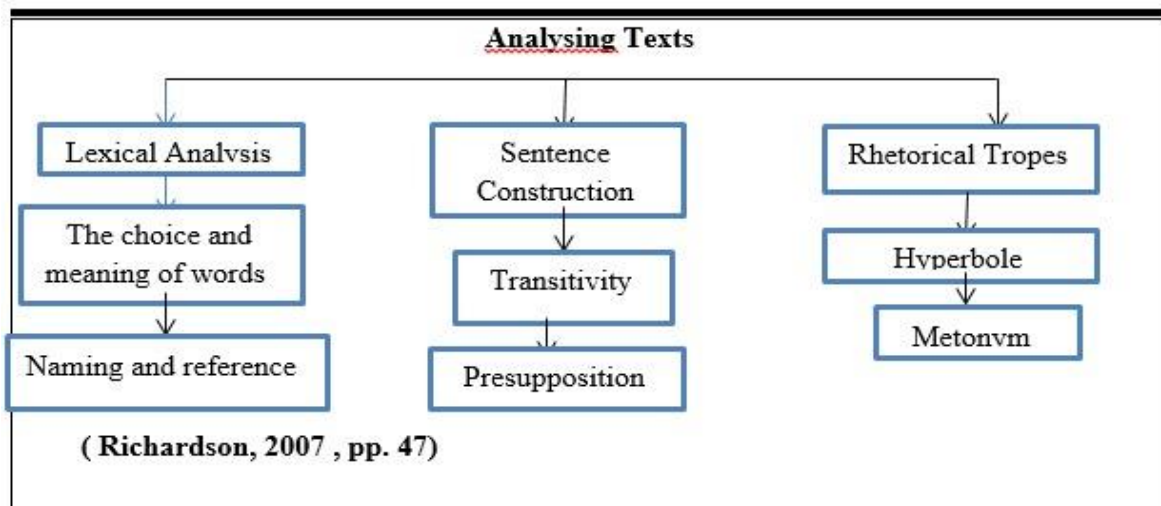 Analysing Texts
Lexical Analysis
The choice and
meaning of words
Naming and reference
Sentence
Construction
Transitivity
Presupposition
Rhetorical Tropes
Hyperbole
Metonym
( Richardson, 2007 , pp. 47)